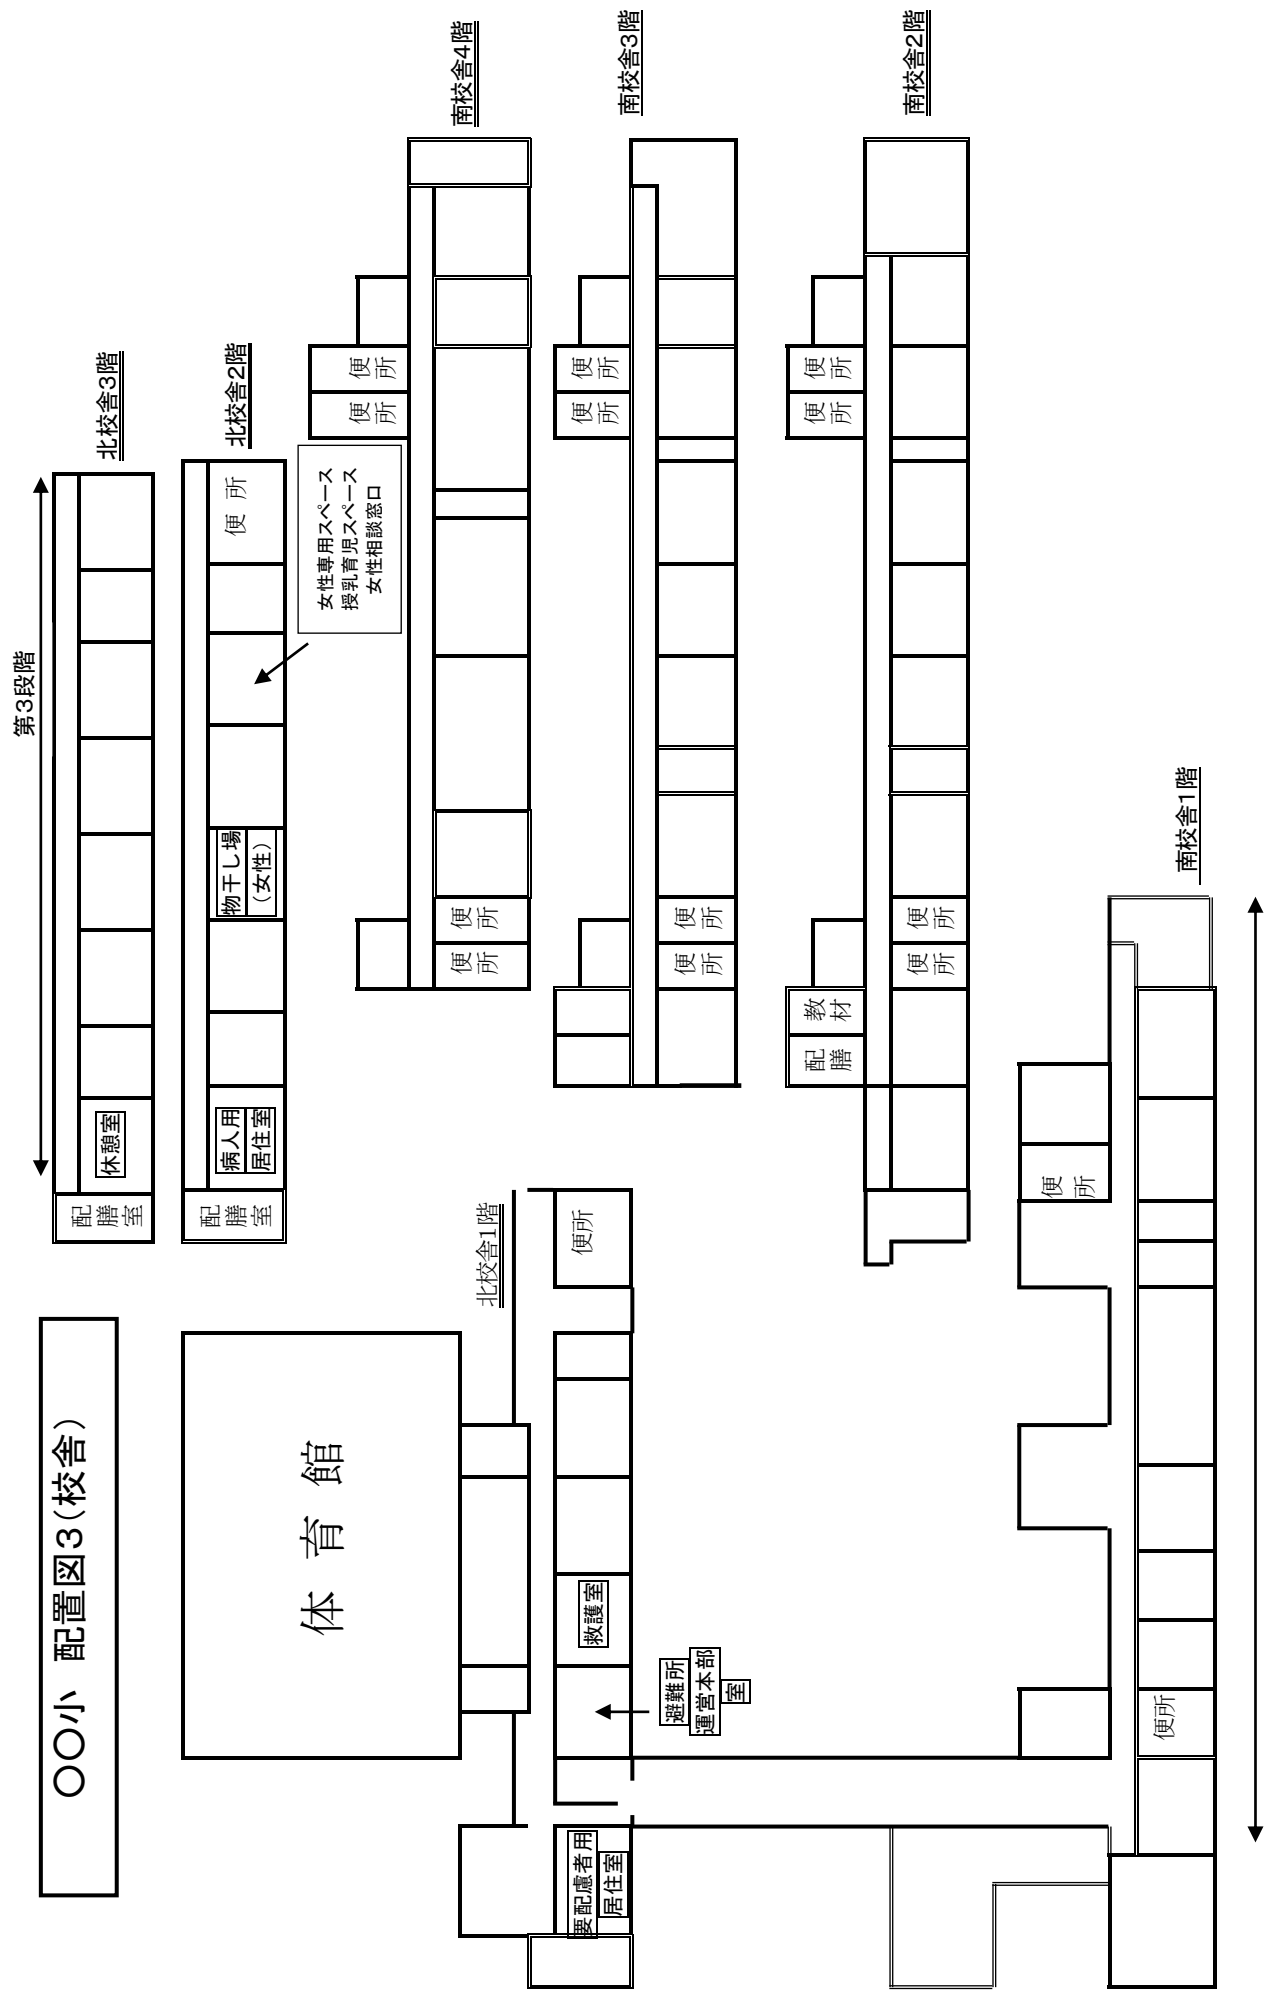 〇〇小 配置図3(校舎)
第3段階
北校舎3階
配膳室
休憩室
北校舎2階
配膳室
病人用
居住室
物干し場
(女性)
便 所
女性専用スペース
授乳育児スペース
女性相談窓口
南校舎4階
便所
便所
便所
便所
南校舎3階
便所
便所
便所
便所
南校舎2階
便所
便所
教材
配膳
便所
便所
体 育 館
北校舎1階
便所
救護室
避難所
運営本部
室
要配慮者用
居住室
南校舎1階
便所
便所